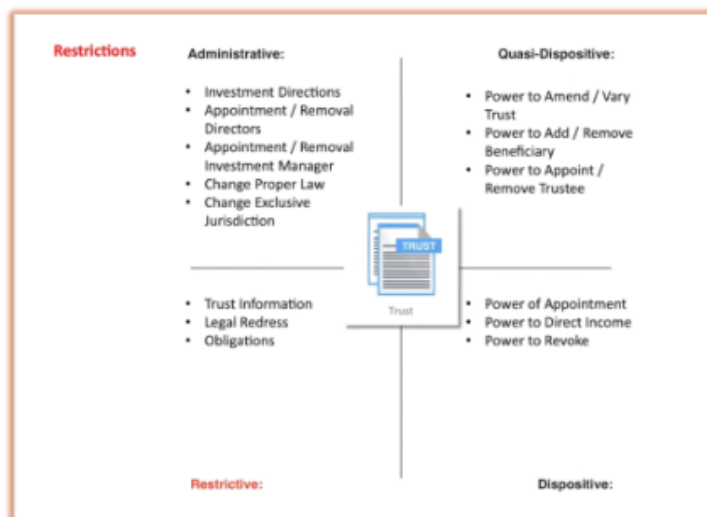 Restrictions
Administrative:
• Investment Directions
• Appointment / Removal
Directors
• Appointment / Removal
Investment Manager
• Change Proper Law
• Change Exclusive
Jurisdiction
Quasi-Dispositive:
• Power to Amend / Vary
Trust
• Power to Add / Remove
Beneficiary
• Power to Appoint /
Remove Trustee
TRUST
Trust
• Trust Information
• Legal Redress
• Obligations
• Power of Appointment
• Power to Direct Income
• Power to Revoke
Restrictive:
Dispositive: